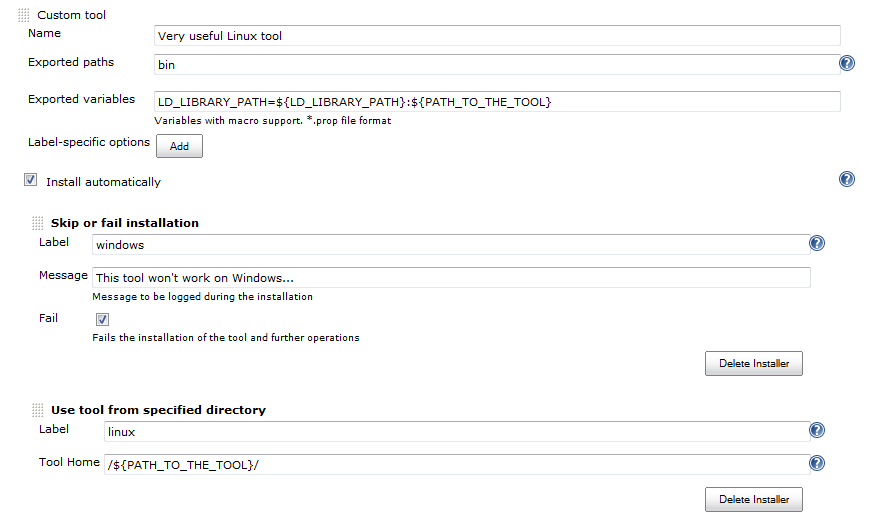 Custom tool
Name Very useful Linux tool
Exported paths bin
Exported variables LD_LIBRARY_PATH=${LD_LIBRARY_PATH}:${PATH_TO_THE_TOOL}
Variables with macro support. *.prop file format
Label-specific options Add
Install automatically
Skip or fail installation
Label windows
Message This tool won't work on Windows...
Message to be logged during the installation
Fail
Fails the installation of the tool and further operations
Delete Installer
Use tool from specified directory
Label linux
Tool Home /${PATH_TO_THE_TOOL}/
Delete Installer